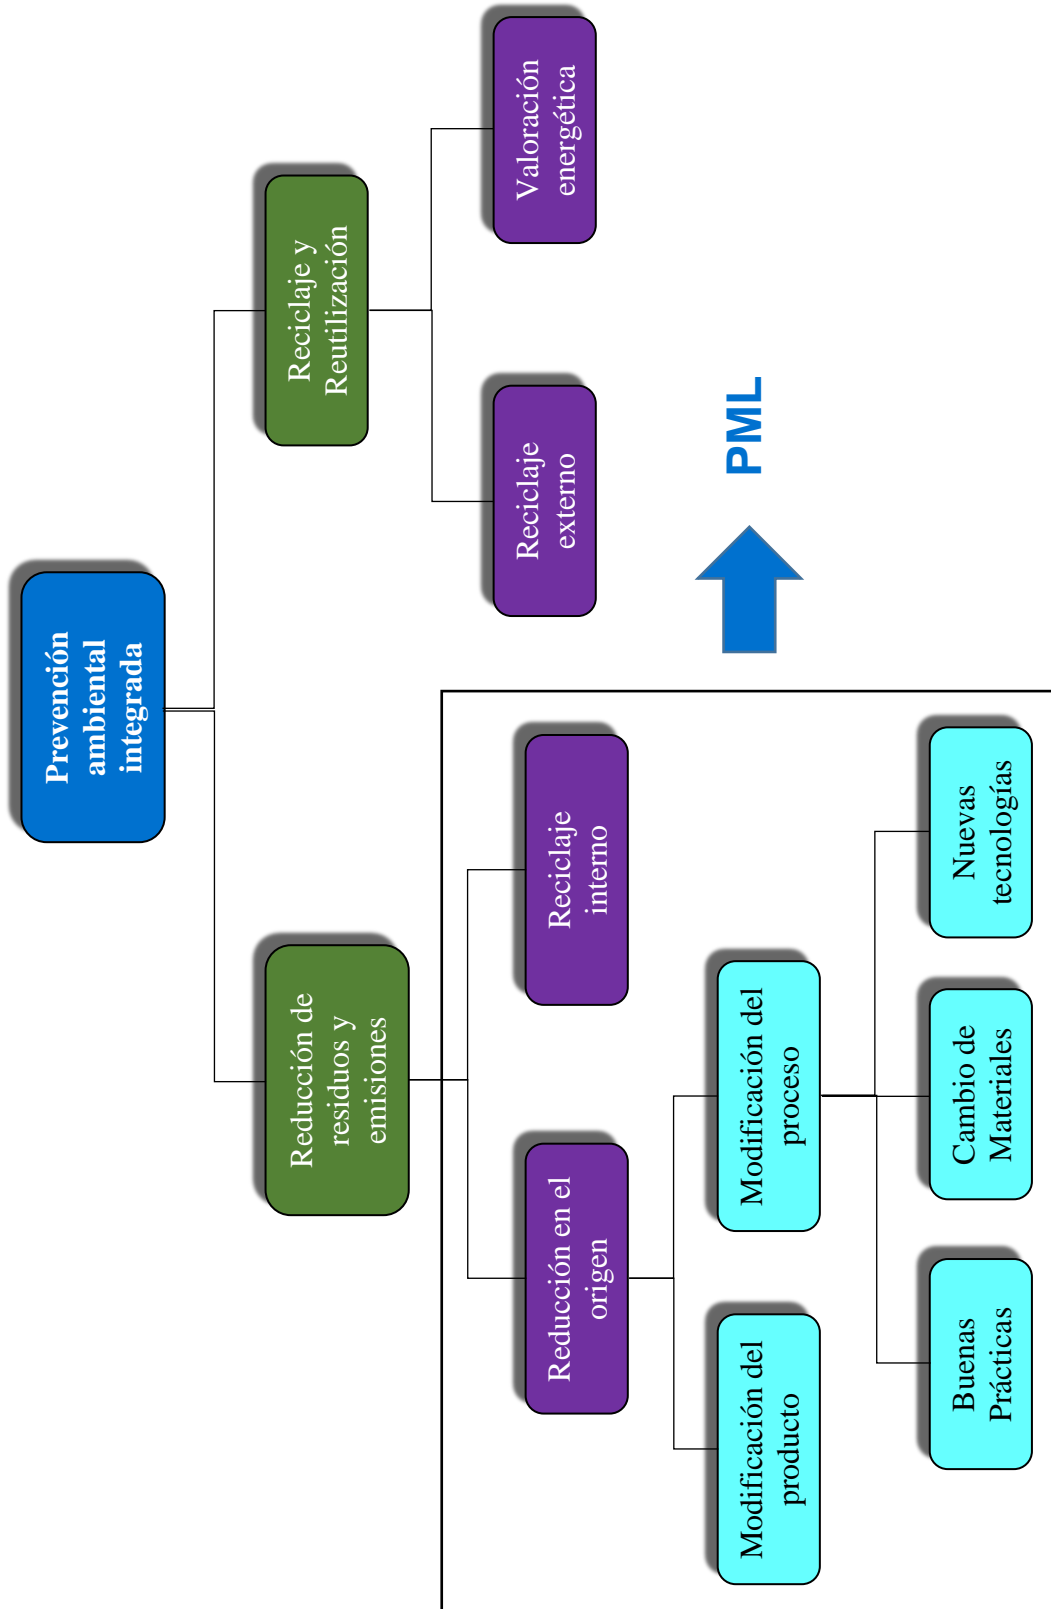 Prevención
ambiental
integrada
Reducción de
residuos y
emisiones
Reciclaje y
Reutilización
Reducción en el
origen
Reciclaje
interno
Reciclaje
externo
Valoración
energética
Modificación del
producto
Modificación del
proceso
PML
Buenas
Prácticas
Cambio de
Materiales
Nuevas
tecnologías